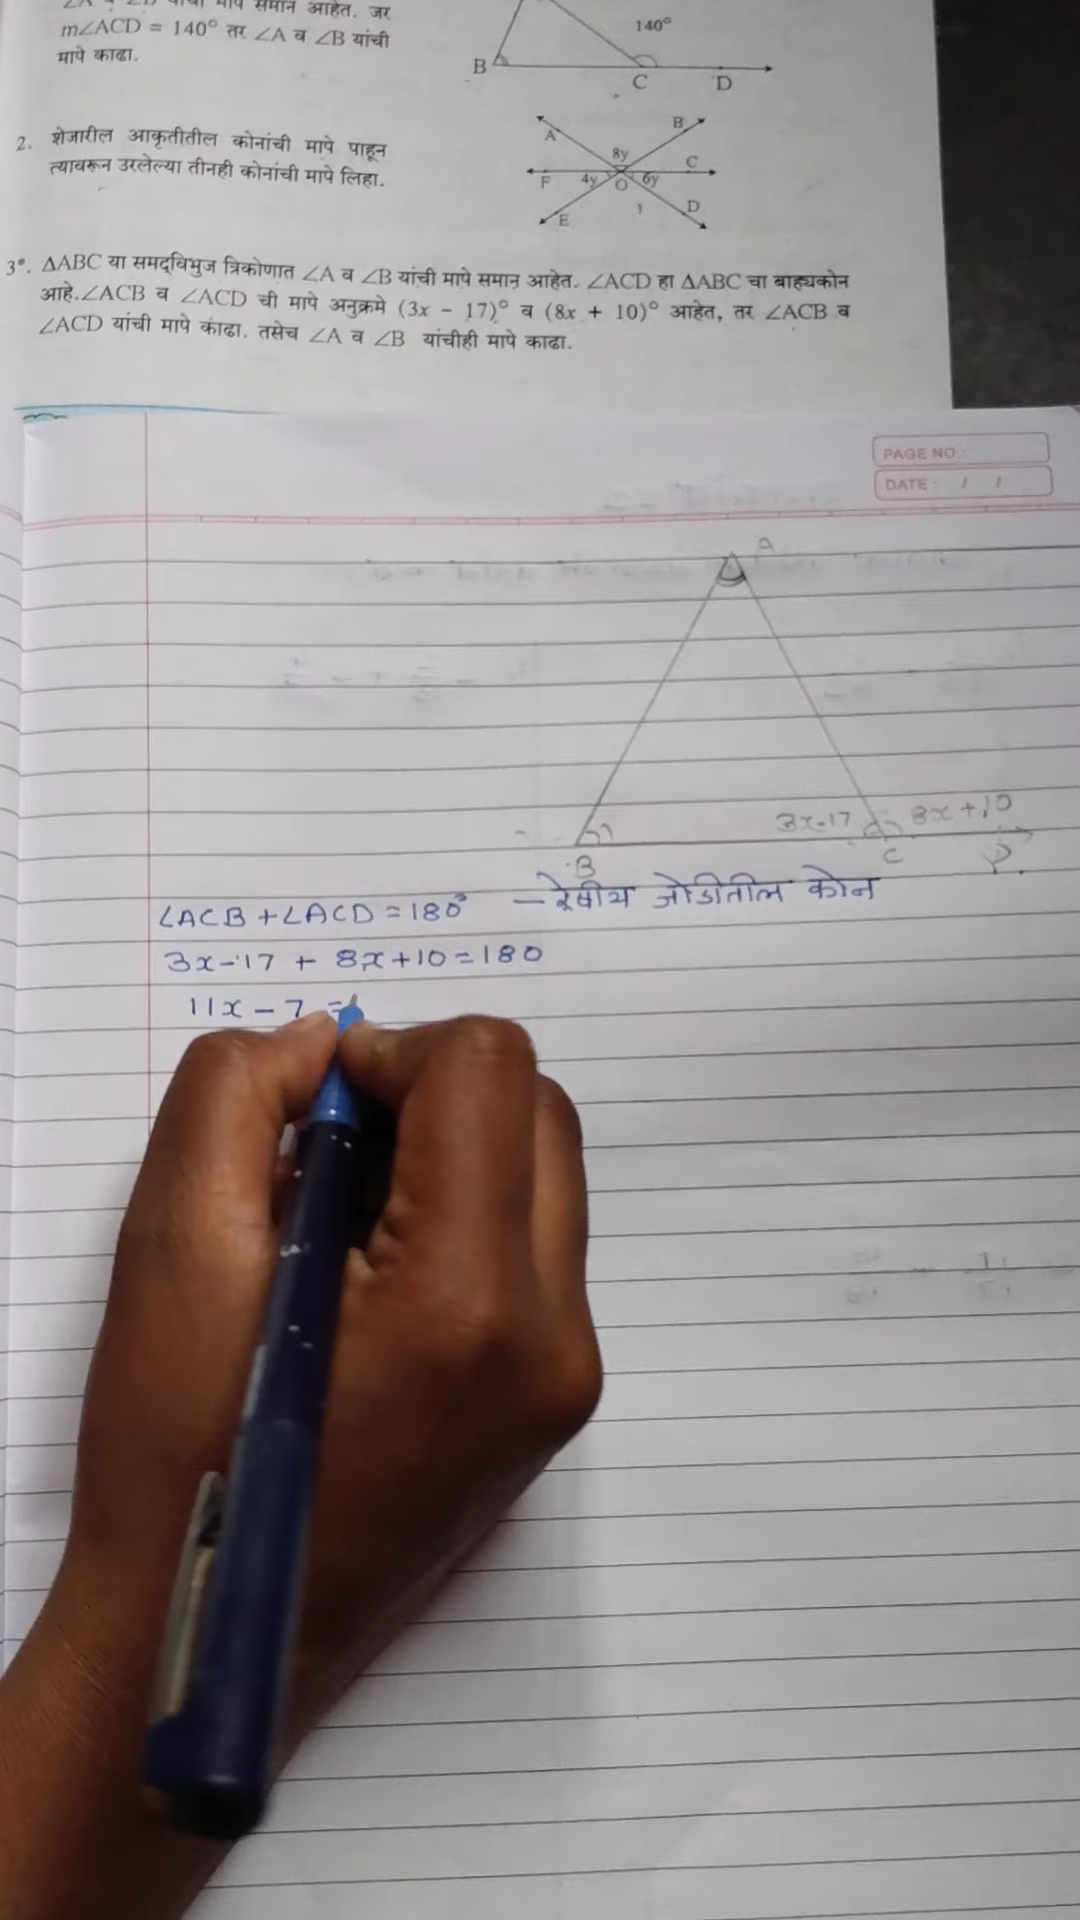 ∠A व ∠B यांची मापे समान आहेत. जर
m∠ACD = 140° तर ∠A व ∠B यांची
मापे काढा.
140°
B
C D
2. शेजारील आकृतीतील कोनांची मापे पाहून
त्यावरून उरलेल्या तीनही कोनांची मापे लिहा.
A B
8y
F 4y O 6y C
E D
3*. ΔABC या समद्विभुज त्रिकोणात ∠A व ∠B यांची मापे समान आहेत. ∠ACD हा ΔABC चा बाह्यकोन
आहे.∠ACB व ∠ACD ची मापे अनुक्रमे (3x - 17)° व (8x + 10)° आहेत, तर ∠ACB व
∠ACD यांची मापे काढा. तसेच ∠A व ∠B यांचीही मापे काढा.
PAGE NO.:
DATE: / /
A
3x-17 8x+10
B C D
∠ACB + ∠ACD = 180° - रेषीय जोडीतील कोन
3x-17 + 8x+10 = 180
11x - 7 =